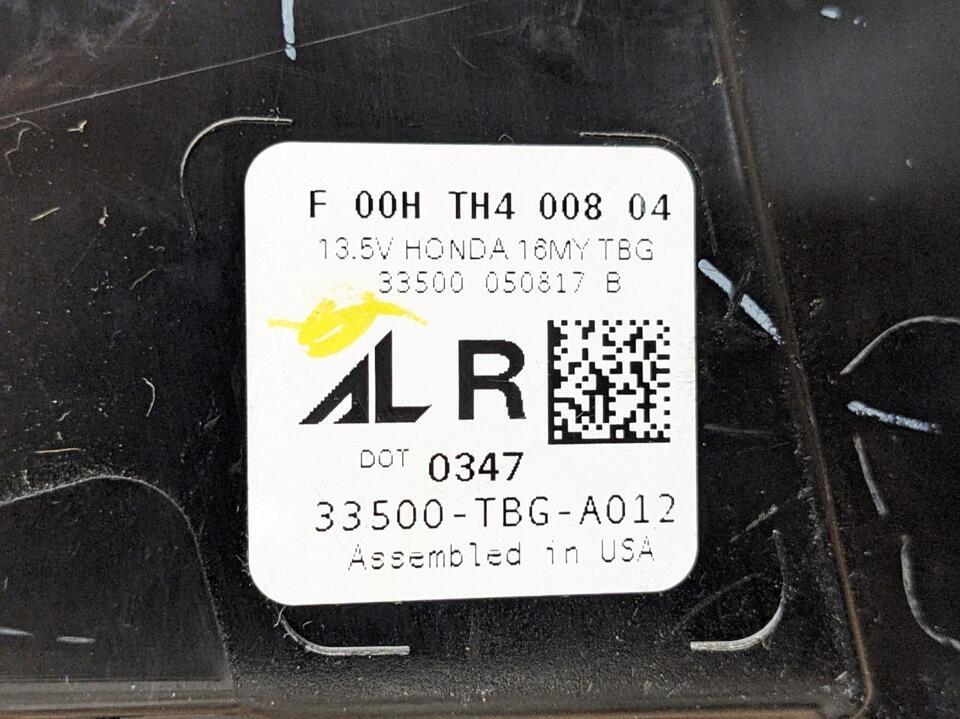 F 00H TH4 008 04
13.5V HONDA 16MY TBG
33500 050817 B
AL R
DOT 0347
33500-TBG-A012
Assembled in USA